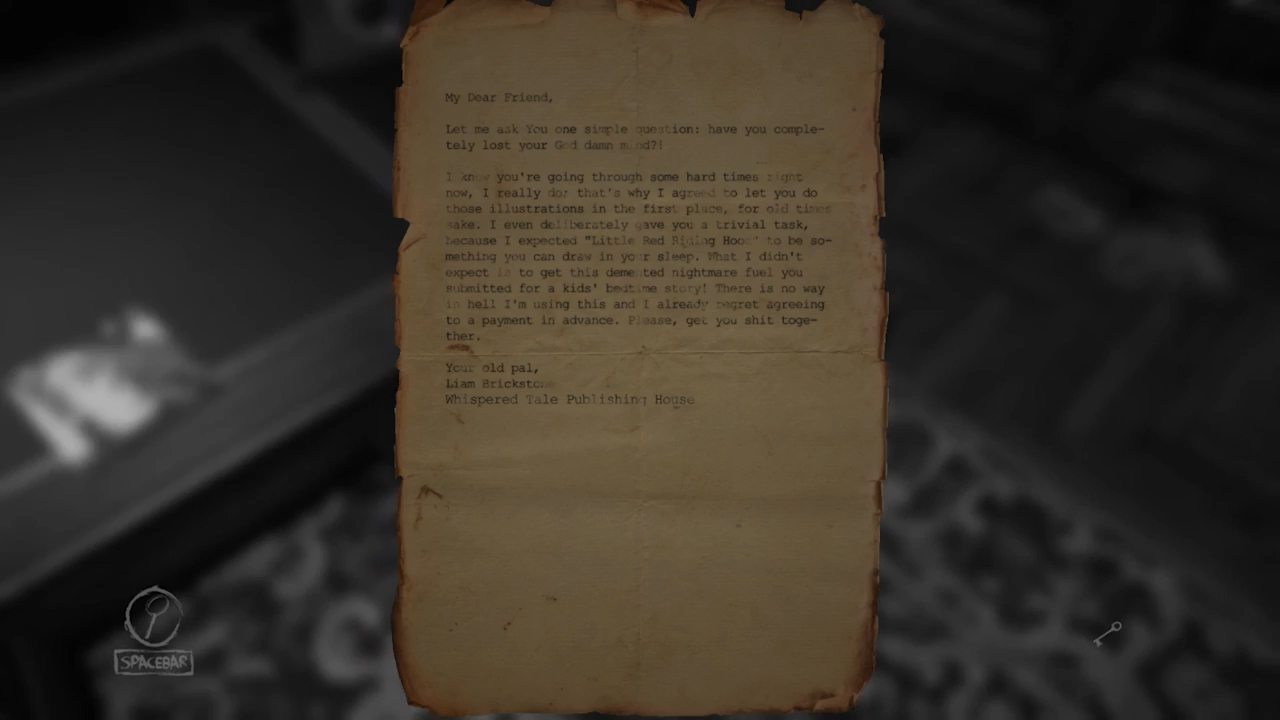 My Dear Friend,
Let me ask You one simple question: have you comple-
tely lost your God damn mind?!
I know you're going through some hard times right
now, I really do; that's why I agreed to let you do
those illustrations in the first place, for old times
sake. I even deliberately gave you a trivial task,
because I expected "Little Red Riding Hood" to be so-
mething you can draw in your sleep. What I didn't
expect is to get this demented nightmare fuel you
submitted for a kids' bedtime story! There is no way
in hell I'm using this and I already regret agreeing
to a payment in advance. Please, get you shit toge-
ther.
Your old pal,
Liam Brickstone
Whispered Tale Publishing House
SPACEBAR